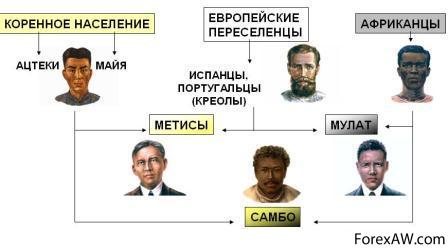 КОРЕННОЕ НАСЕЛЕНИЕ
ЕВРОПЕЙСКИЕ
ПЕРЕСЕЛЕНЦЫ
АФРИКАНЦЫ
АЦТЕКИ
МАЙЯ
ИСПАНЦЫ.
ПОРТУГАЛЬЦЫ
(КРЕОЛЫ)
МЕТИСЫ
МУЛАТ
САМБО
ForexAW.com